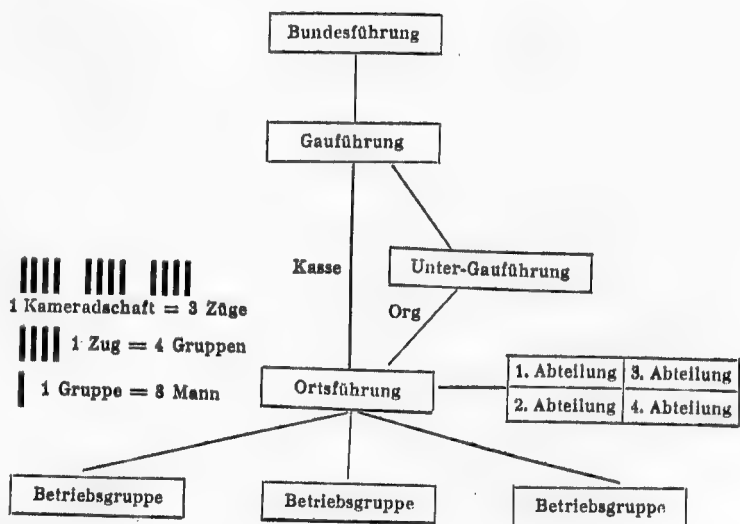 Bundesführung
Gauführung
Kasse
Unter-Gauführung
Org
1 Kameradschaft = 3 Züge
1 Zug = 4 Gruppen
1 Gruppe = 8 Mann
Ortsführung
1. Abteilung 3. Abteilung
2. Abteilung 4. Abteilung
Betriebsgruppe Betriebsgruppe Betriebsgruppe